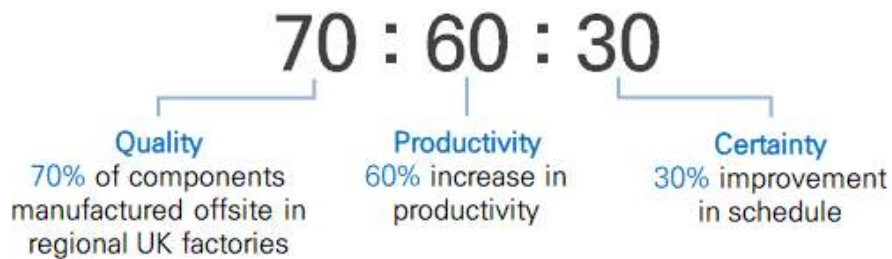 70 : 60 : 30
Quality
70% of components
manufactured offsite in
regional UK factories
Productivity
60% increase in
productivity
Certainty
30% improvement
in schedule